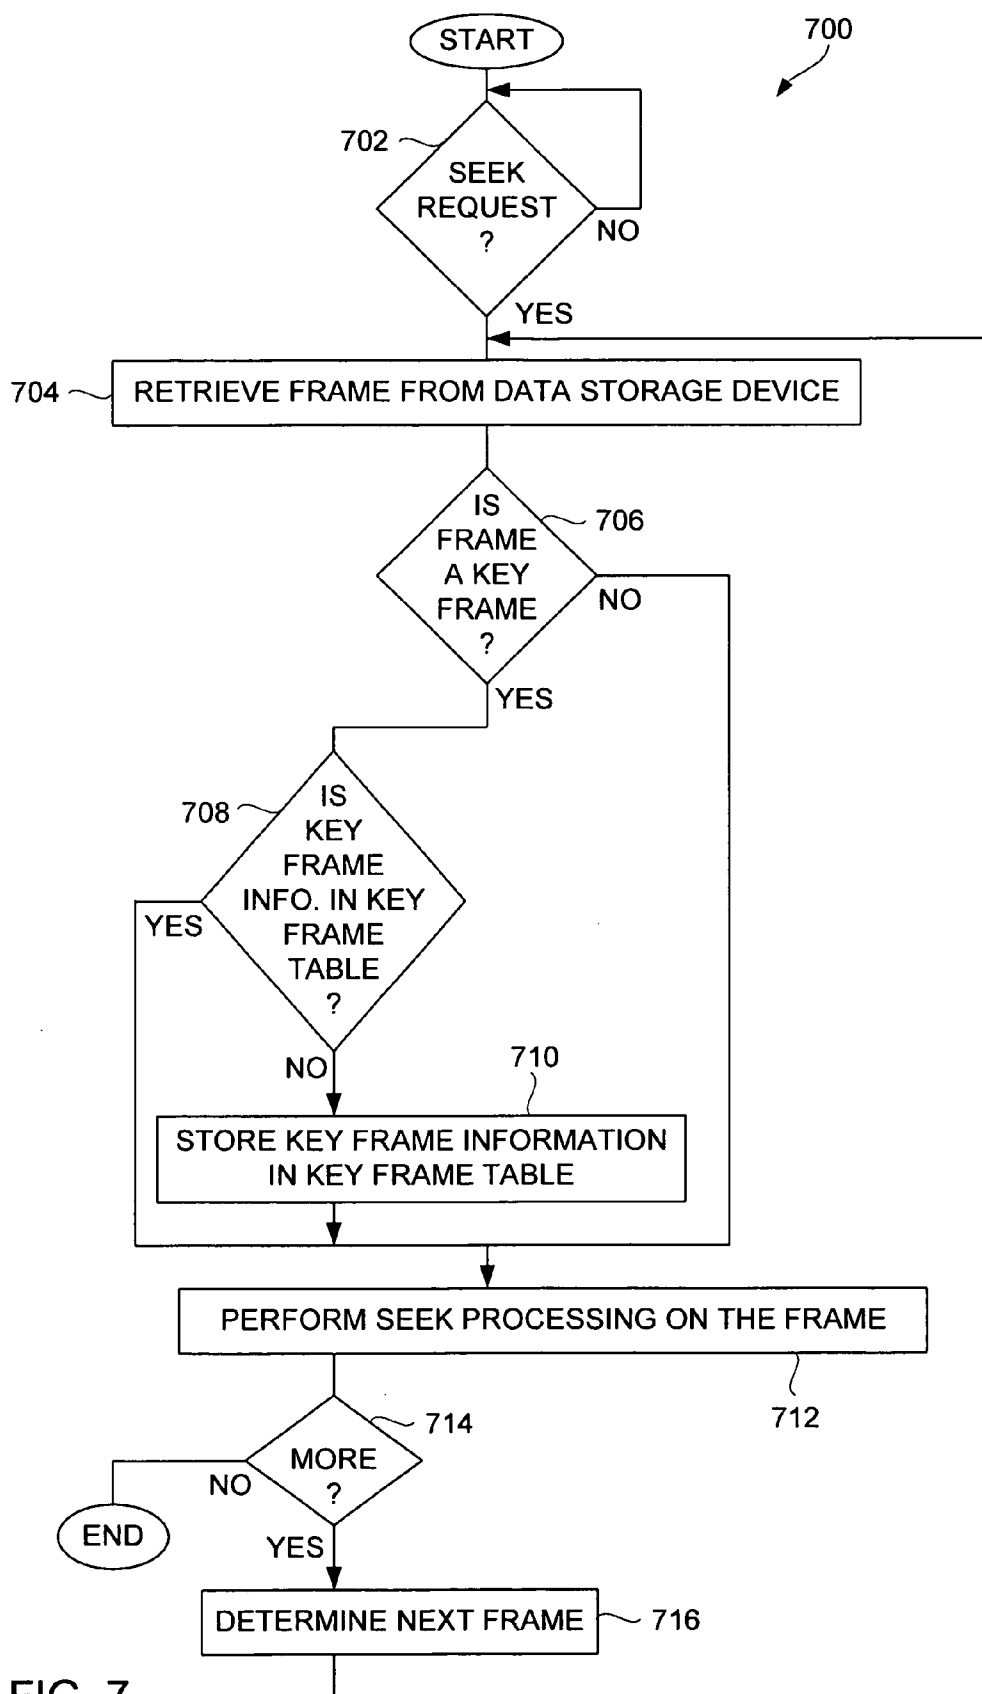 START
700
702
SEEK
REQUEST
?
NO
YES
704
RETRIEVE FRAME FROM DATA STORAGE DEVICE
IS
FRAME
A KEY
FRAME
?
706
NO
YES
708
IS
KEY
FRAME
INFO. IN KEY
FRAME
TABLE
?
YES
NO
710
STORE KEY FRAME INFORMATION
IN KEY FRAME TABLE
PERFORM SEEK PROCESSING ON THE FRAME
712
714
MORE
?
NO
END
YES
DETERMINE NEXT FRAME
716
FIG. 7